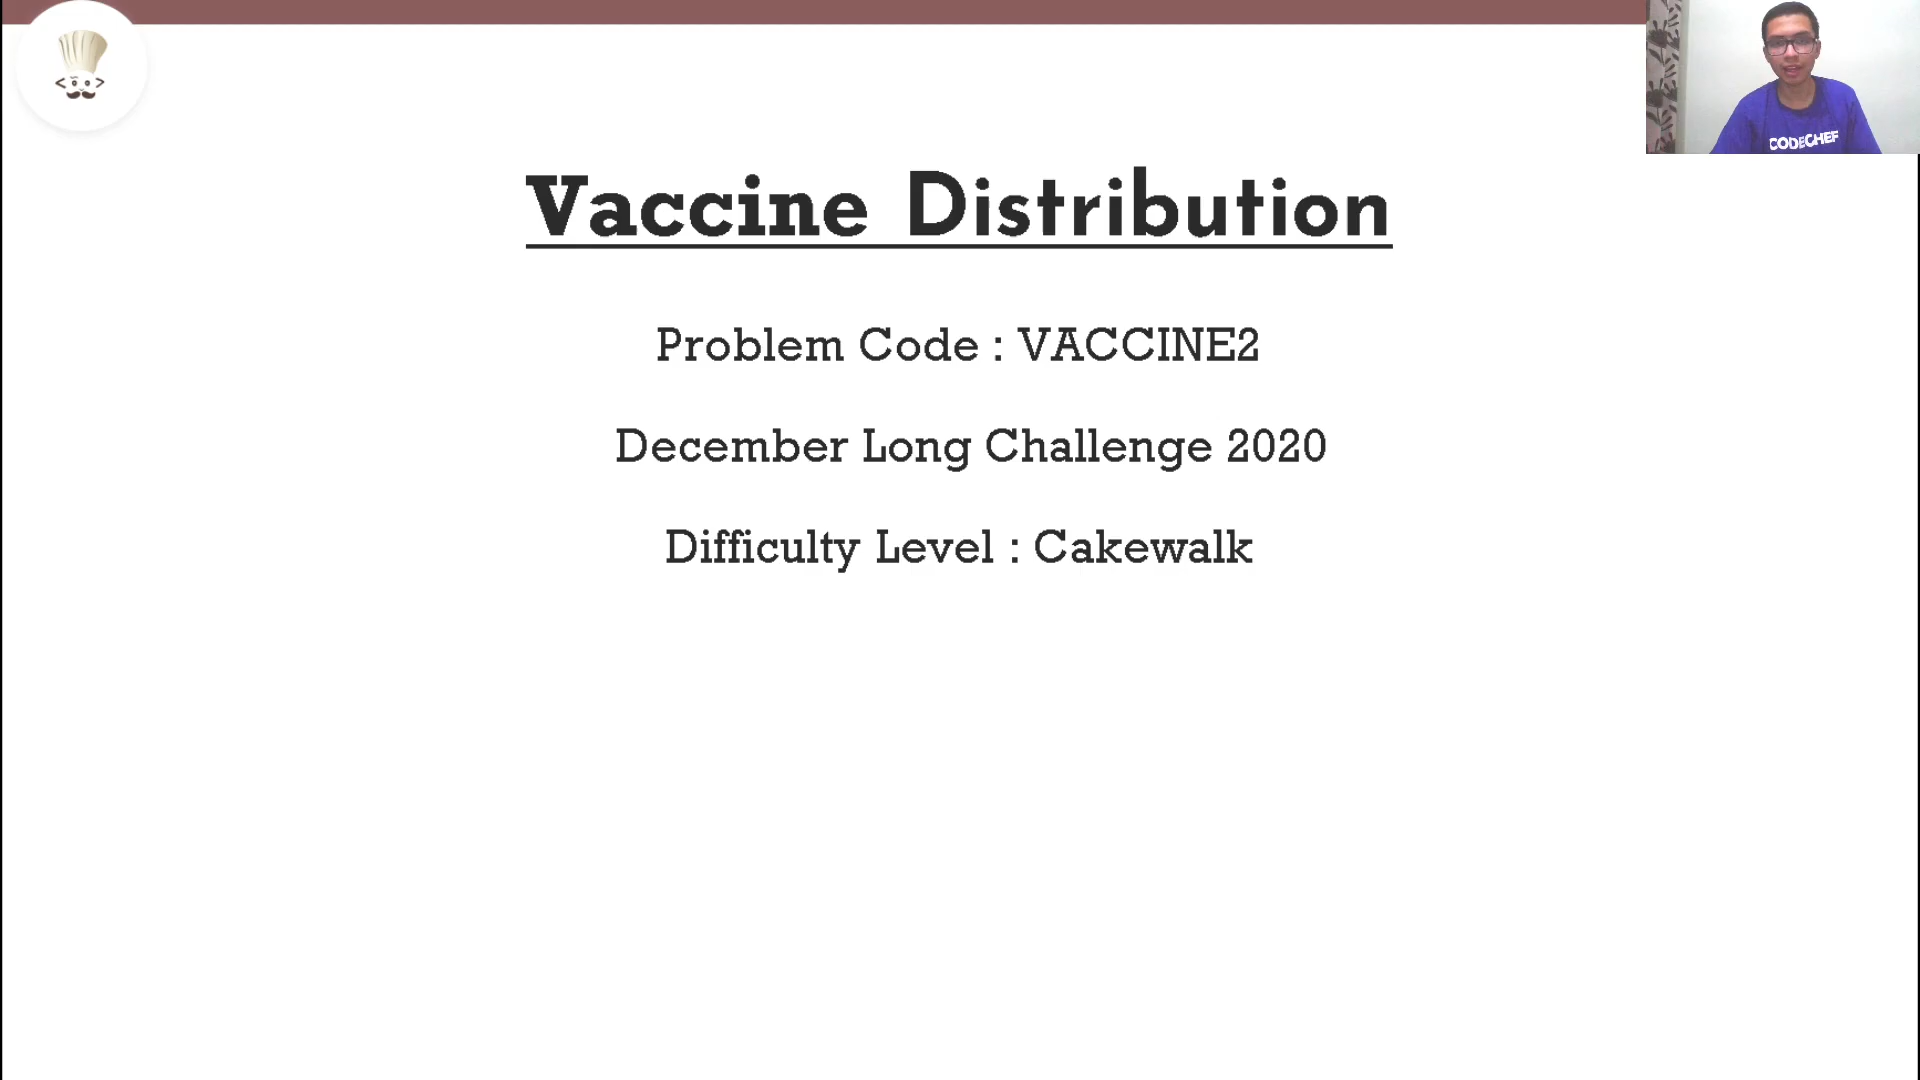 CODECHEF
Vaccine Distribution
Problem Code : VACCINE2
December Long Challenge 2020
Difficulty Level : Cakewalk